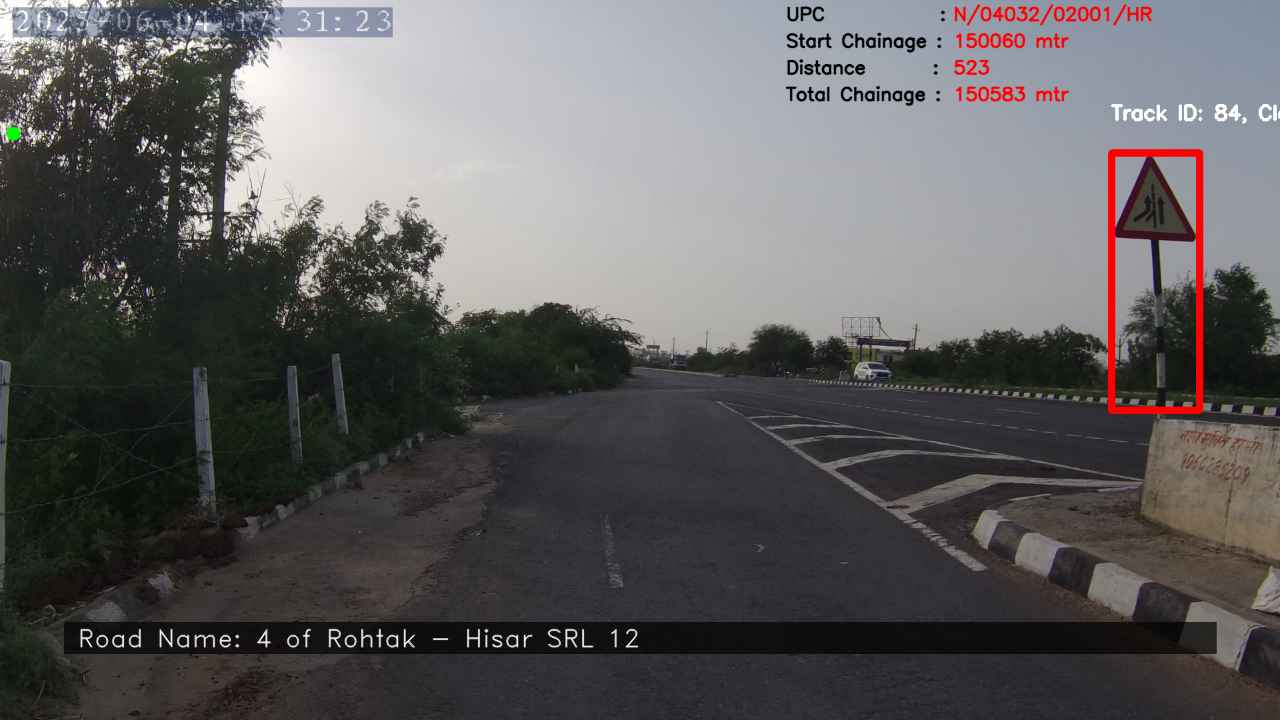 2025-06-04 17:31:23
UPC : N/04032/02001/HR
Start Chainage : 150060 mtr
Distance : 523
Total Chainage : 150583 mtr
Track ID: 84, Cl
Road Name: 4 of Rohtak - Hisar SRL 12